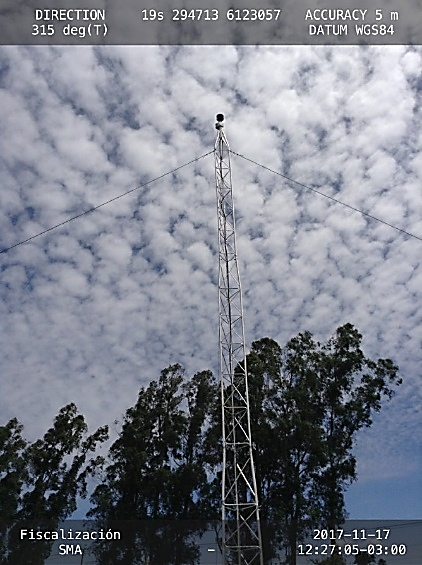 DIRECTION 19s 294713 6123057 ACCURACY 5 m
315 deg(T) DATUM WGS84
Fiscalización 2017-11-17
SMA - 12:27:05-03:00